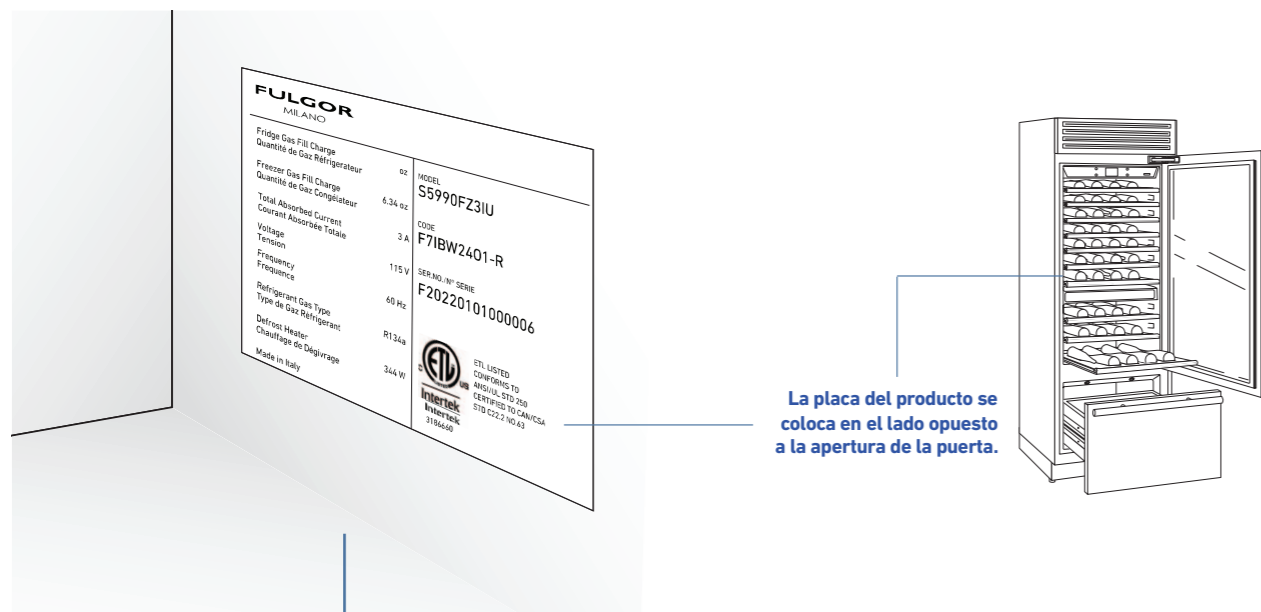 FULGOR
MILANO
Fridge Gas Fill Charge
Quantité de Gaz Réfrigerateur
oz
Freezer Gas Fill Charge
Quantité de Gaz Congélateur
6.34 oz
Total Absorbed Current
Courant Absorbée Totale
3 A
Voltage
Tension
115 V
Frequency
Frequence
60 Hz
Refrigerant Gas Type
Type de Gaz Réfrigerant
R134a
Defrost Heater
Chauffage de Dégivrage
344 W
Made in Italy
MODEL
S5990FZ3IU
CODE
F7IBW24O1-R
SER.NO./N° SERIE
F20220101000006
ETL
C US
Intertek
Intertek
3186660
ETL LISTED
CONFORMS TO
ANSI/UL STD 250
CERTIFIED TO CAN/CSA
STD C22.2 NO.63
La placa del producto se
coloca en el lado opuesto
a la apertura de la puerta.